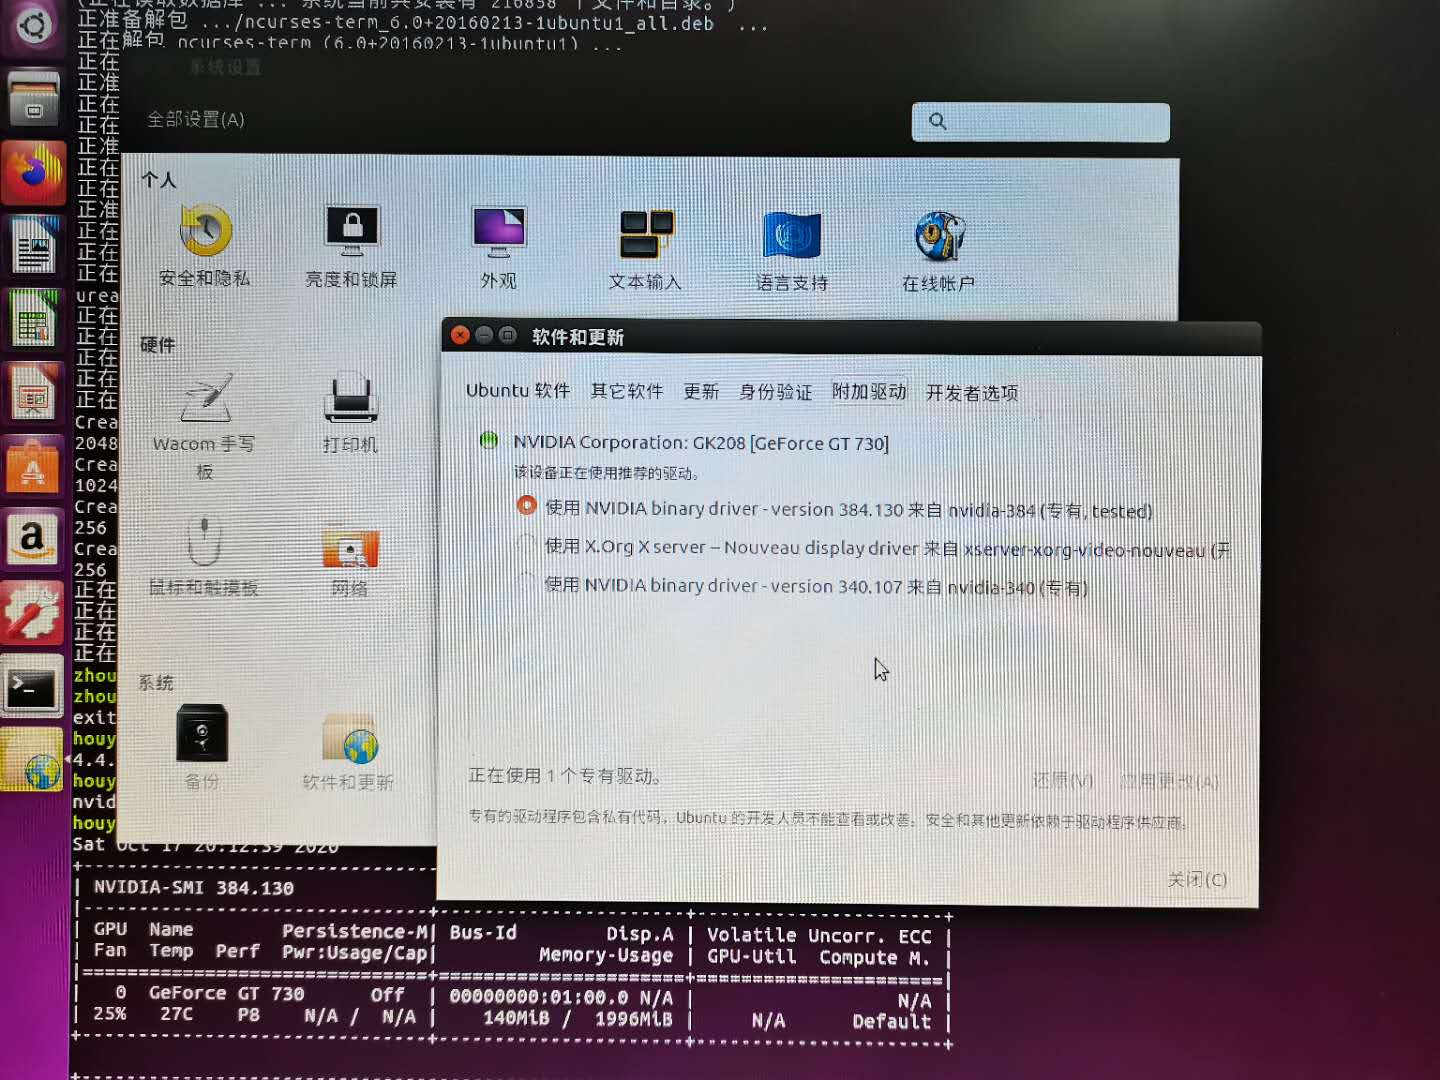 (正在读取数据库 ... 系统当前共安装有 216858 个文件和目录。)
正准备解包 .../ncurses-term_6.0+20160213-1ubuntu1_all.deb ...
正在解包 ncurses-term (6.0+20160213-1ubuntu1) ...
正在
正准
正在
正在
正准
正在
正在
正准
正在
正在
正在
urea
正在
正在
正在
正在
正在
Crea
2048
Crea
1024
Crea
256
Crea
256
正在
正在
正在
正在
zhou
zhou
exit
houy
4.4.
houy
nvid
houy
系统设置
全部设置(A)
个人
安全和隐私
亮度和锁屏
外观
文本输入
语言支持
在线帐户
硬件
Wacom 手写
板
打印机
鼠标和触摸板
网络
系统
备份
软件和更新
软件和更新
Ubuntu 软件 其它软件 更新 身份验证 附加驱动 开发者选项
NVIDIA Corporation: GK208 [GeForce GT 730]
该设备正在使用推荐的驱动。
使用 NVIDIA binary driver - version 384.130 来自 nvidia-384 (专有, tested)
使用 X.Org X server – Nouveau display driver 来自 xserver-xorg-video-nouveau (开
使用 NVIDIA binary driver - version 340.107 来自 nvidia-340 (专有)
正在使用 1 个专有驱动。
还原(V) 应用更改(A)
专有的驱动程序包含私有代码，Ubuntu 的开发人员不能查看或改善。安全和其他更新依赖于驱动程序供应商。
关闭(C)
Sat Oct 17 20:12:59 2020
NVIDIA-SMI 384.130
GPU Name Persistence-M| Bus-Id Disp.A | Volatile Uncorr. ECC |
Fan Temp Perf Pwr:Usage/Cap| Memory-Usage | GPU-Util Compute M. |
0 GeForce GT 730 Off | 00000000:01:00.0 N/A | N/A |
25% 27C P8 N/A / N/A | 140MiB / 1996MiB | N/A Default |